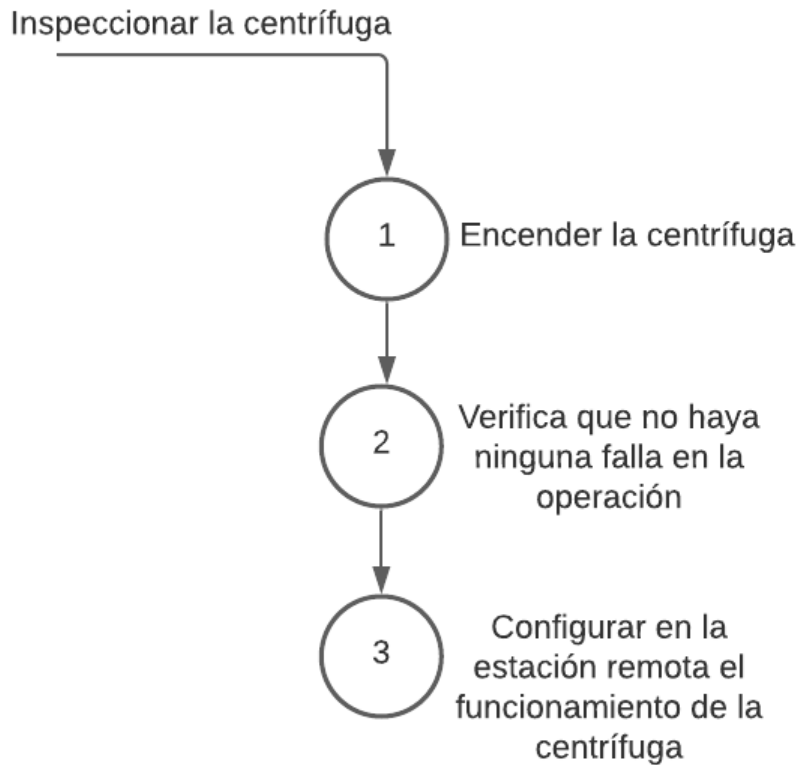 Inspeccionar la centrífuga
1
Encender la centrífuga
2
Verifica que no haya
ninguna falla en la
operación
3
Configurar en la
estación remota el
funcionamiento de la
centrífuga